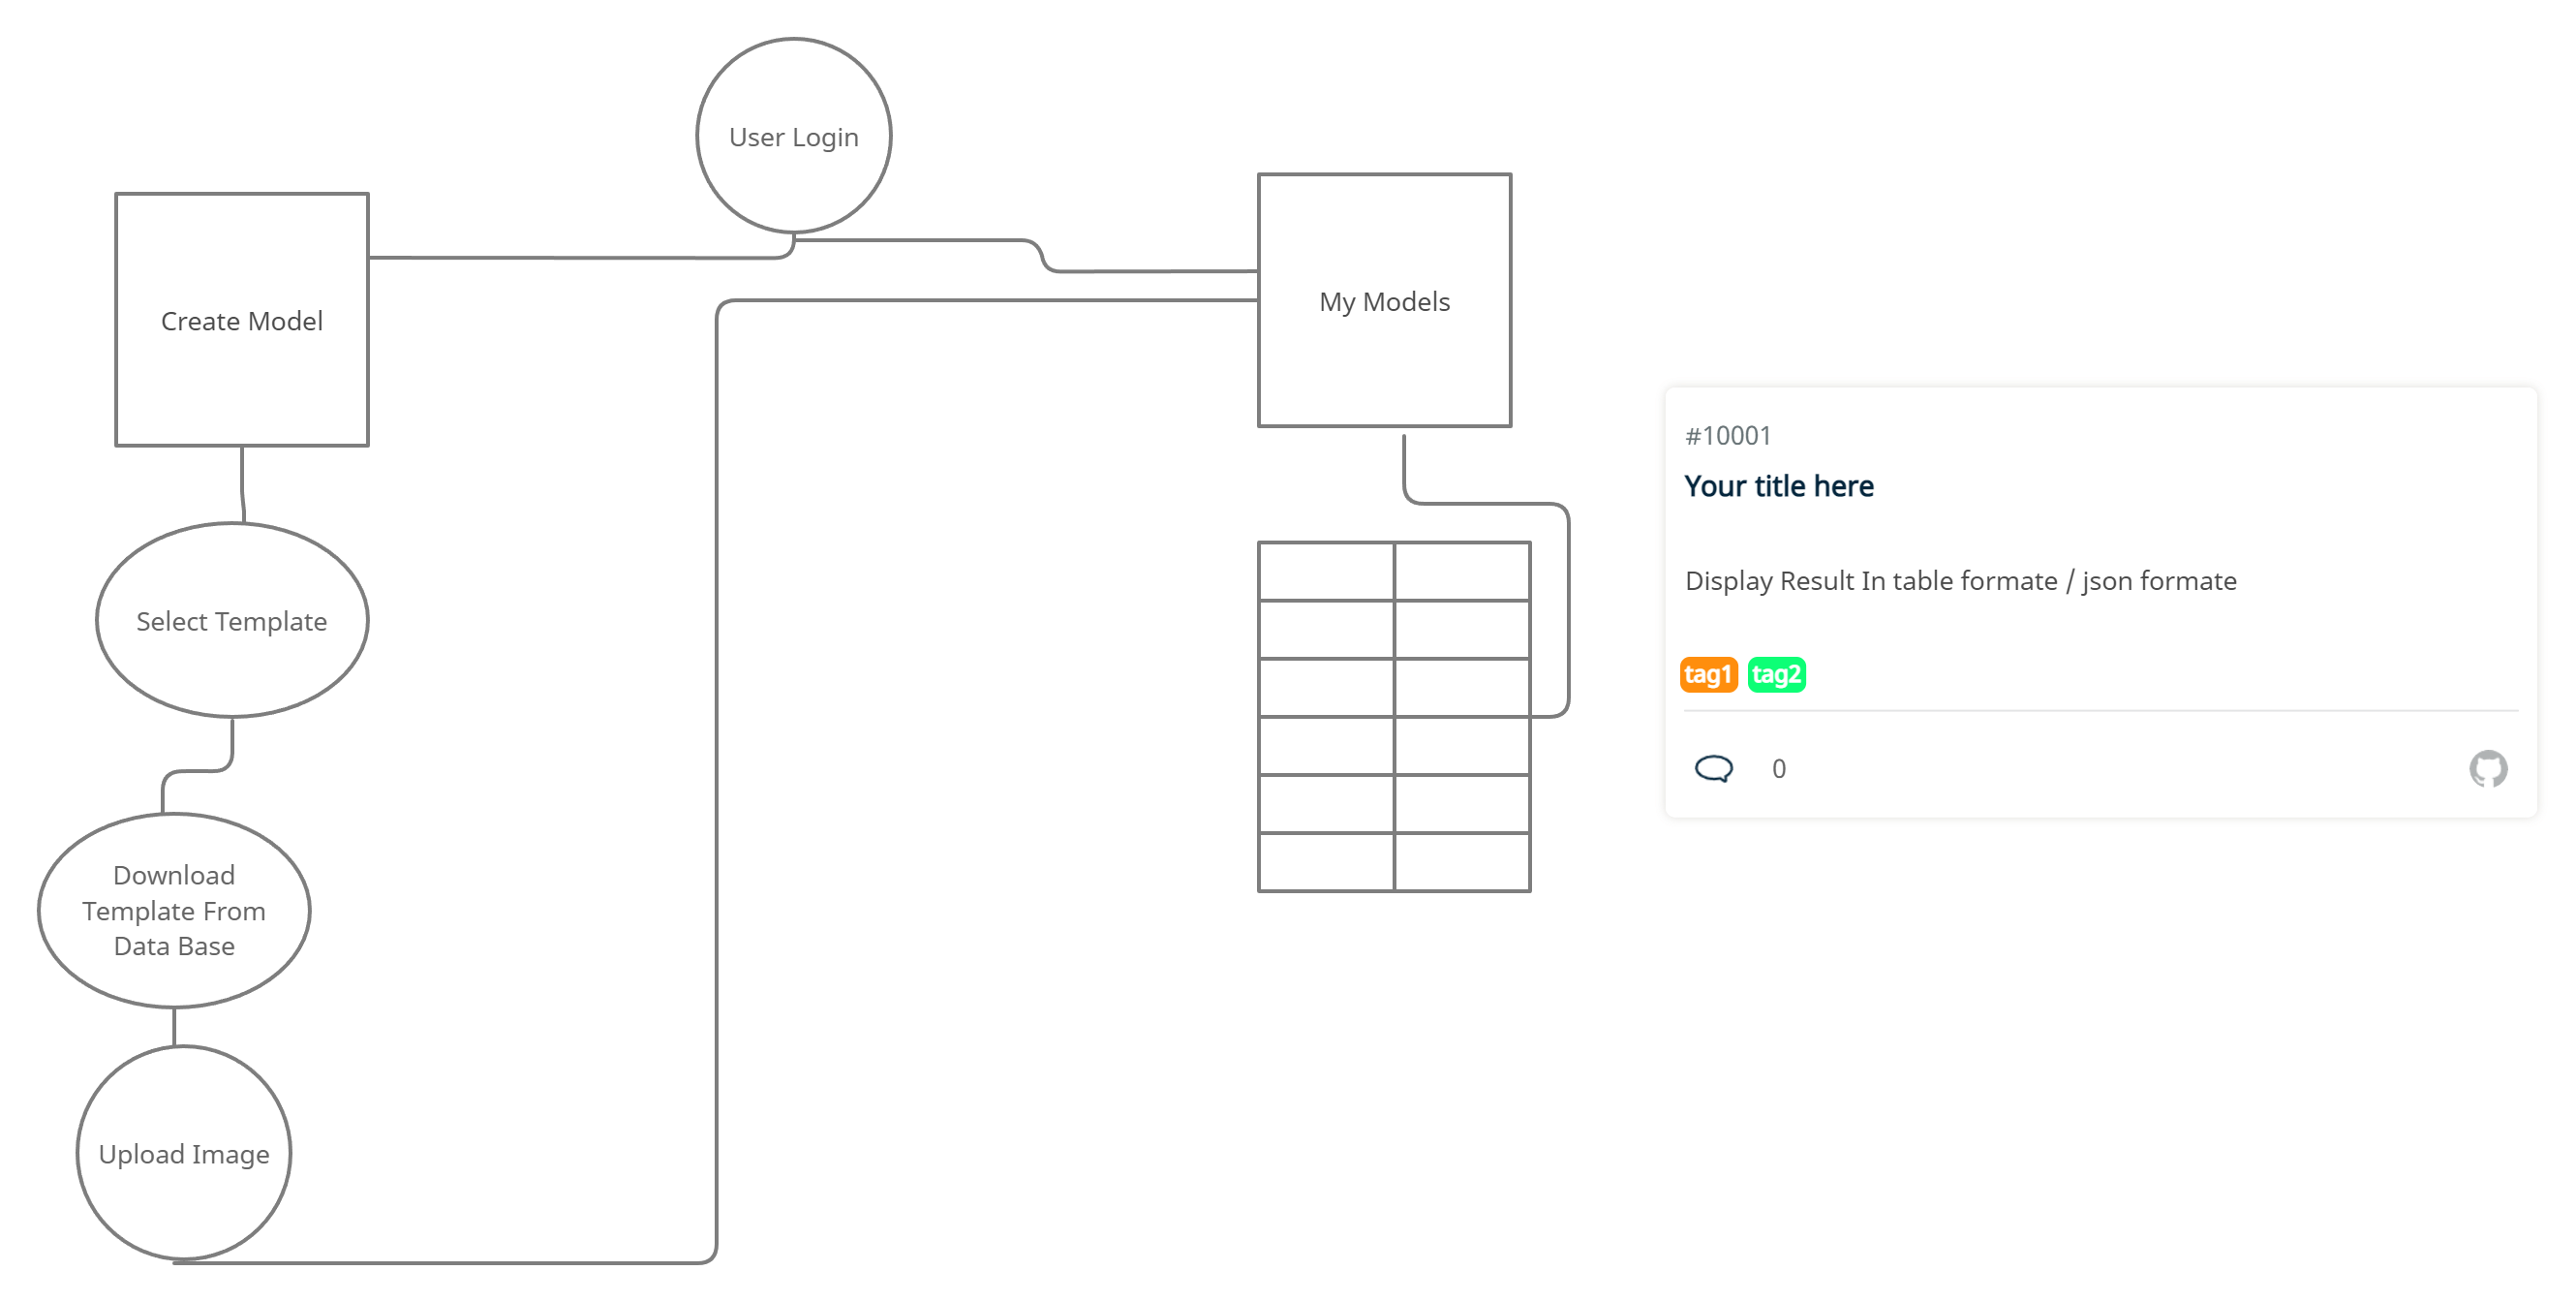 User Login
Create Model
My Models
#10001
Your title here
Display Result In table formate / json formate
tag1 tag2
0
Select Template
Download
Template From
Data Base
Upload Image